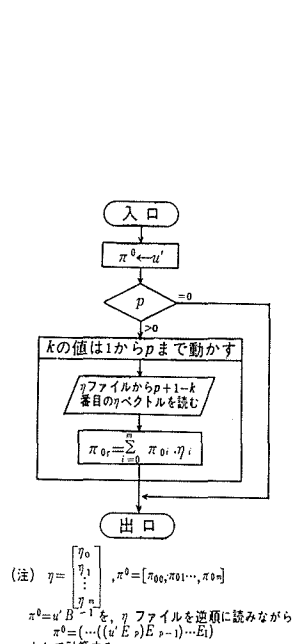 入口
π⁰←u′
p
=0
>0
kの値は1からpまで動かす
ηファイルからp+1−k
番目のηベクトルを読む
π₀ᵣ=∑ᵢ₌₀ᵐ π₀ᵢ・ηᵢ
出口
(注) η=[η₀ η₁ ⋮ ηₘ] , π⁰=[π₀₀,π₀₁…,π₀ₘ]
π⁰=u′B⁻¹を, η ファイルを逆順に読みながら
π⁰=(…((u′Eₚ)Eₚ₋₁)…E₁)